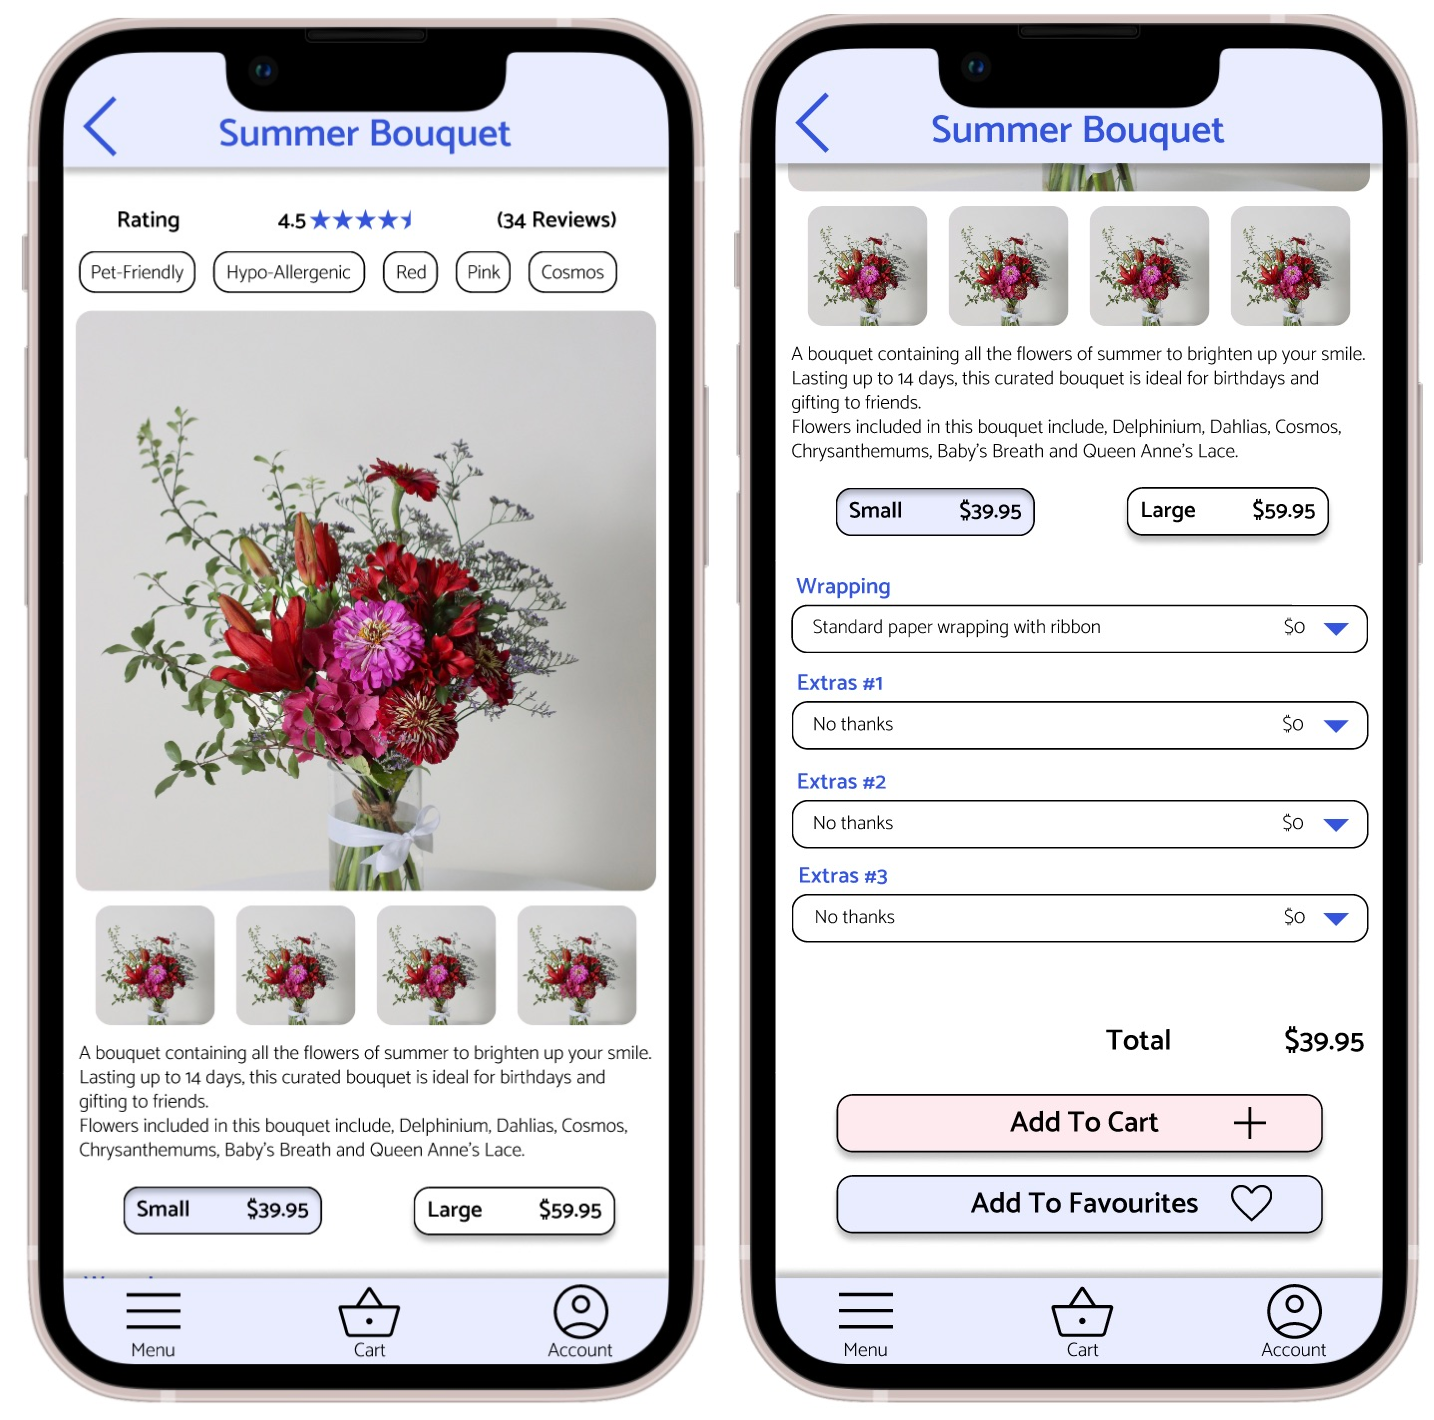 Summer Bouquet
Rating 4.5 (34 Reviews)
Pet-Friendly Hypo-Allergenic Red Pink Cosmos
A bouquet containing all the flowers of summer to brighten up your smile.
Lasting up to 14 days, this curated bouquet is ideal for birthdays and
gifting to friends.
Flowers included in this bouquet include, Delphinium, Dahlias, Cosmos,
Chrysanthemums, Baby's Breath and Queen Anne's Lace.
Small $39.95 Large $59.95
Menu Cart Account
Summer Bouquet
A bouquet containing all the flowers of summer to brighten up your smile.
Lasting up to 14 days, this curated bouquet is ideal for birthdays and
gifting to friends.
Flowers included in this bouquet include, Delphinium, Dahlias, Cosmos,
Chrysanthemums, Baby's Breath and Queen Anne's Lace.
Small $39.95 Large $59.95
Wrapping
Standard paper wrapping with ribbon $0
Extras #1
No thanks $0
Extras #2
No thanks $0
Extras #3
No thanks $0
Total $39.95
Add To Cart
Add To Favourites
Menu Cart Account